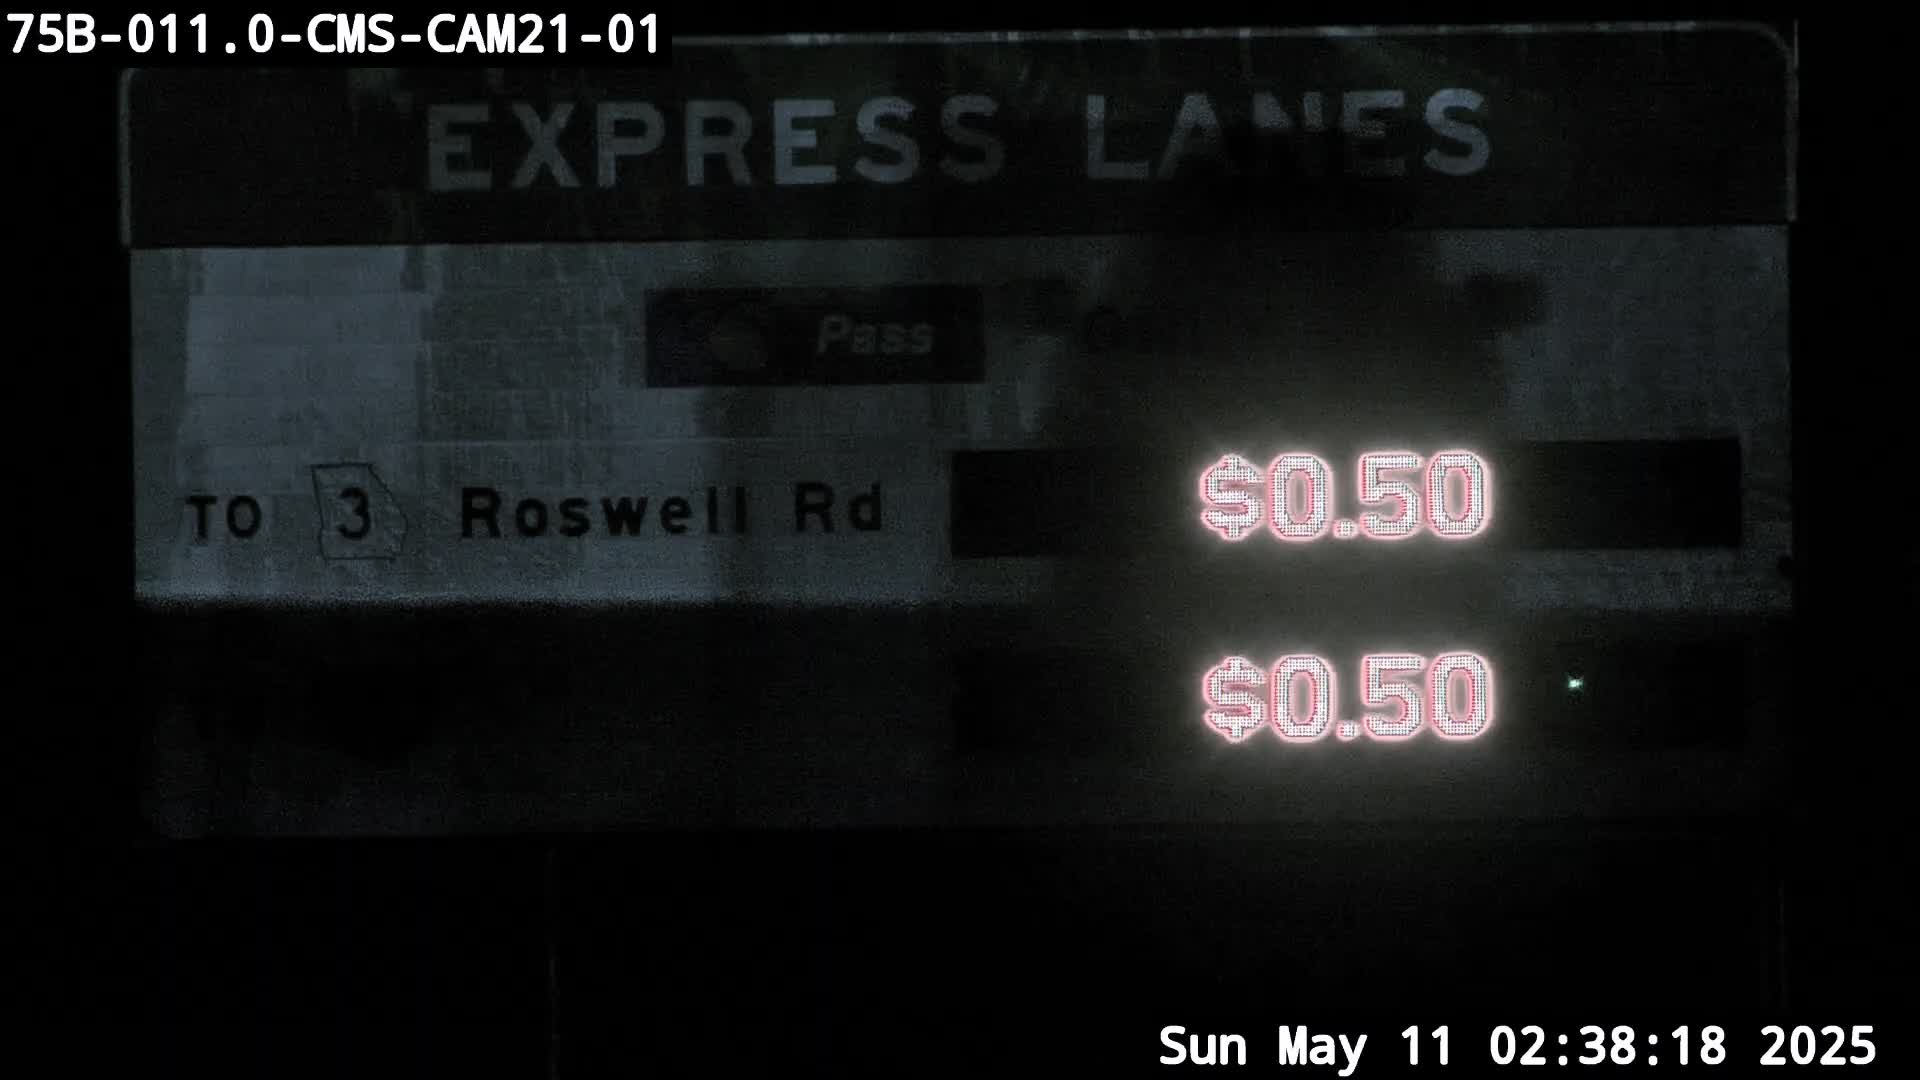 75B-011.0-CMS-CAM21-01
EXPRESS LANES
Pass
TO 3 Roswell Rd $0.50
$0.50
Sun May 11 02:38:18 2025